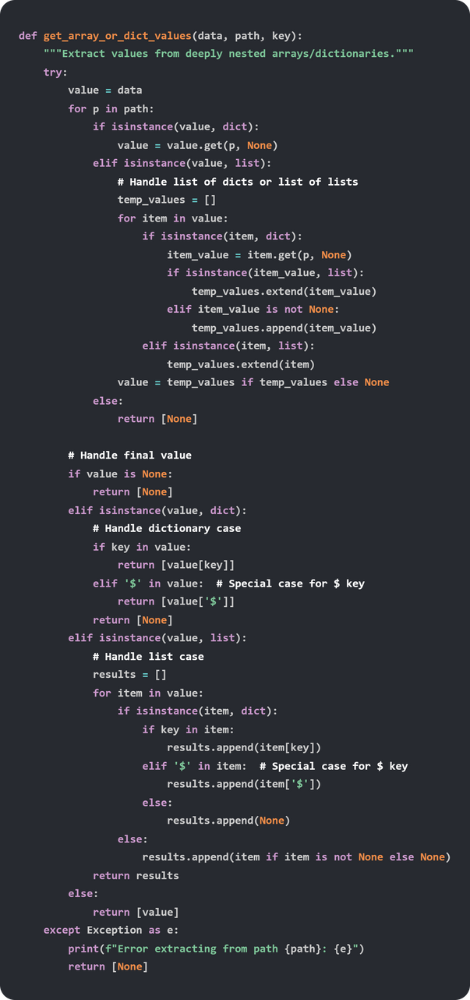 def get_array_or_dict_values(data, path, key):
    """Extract values from deeply nested arrays/dictionaries."""
    try:
        value = data
        for p in path:
            if isinstance(value, dict):
                value = value.get(p, None)
            elif isinstance(value, list):
                # Handle list of dicts or list of lists
                temp_values = []
                for item in value:
                    if isinstance(item, dict):
                        item_value = item.get(p, None)
                        if isinstance(item_value, list):
                            temp_values.extend(item_value)
                        elif item_value is not None:
                            temp_values.append(item_value)
                    elif isinstance(item, list):
                        temp_values.extend(item)
                value = temp_values if temp_values else None
            else:
                return [None]

        # Handle final value
        if value is None:
            return [None]
        elif isinstance(value, dict):
            # Handle dictionary case
            if key in value:
                return [value[key]]
            elif '$' in value:  # Special case for $ key
                return [value['$']]
            return [None]
        elif isinstance(value, list):
            # Handle list case
            results = []
            for item in value:
                if isinstance(item, dict):
                    if key in item:
                        results.append(item[key])
                    elif '$' in item:  # Special case for $ key
                        results.append(item['$'])
                    else:
                        results.append(None)
                else:
                    results.append(item if item is not None else None)
            return results
        else:
            return [value]
    except Exception as e:
        print(f"Error extracting from path {path}: {e}")
        return [None]